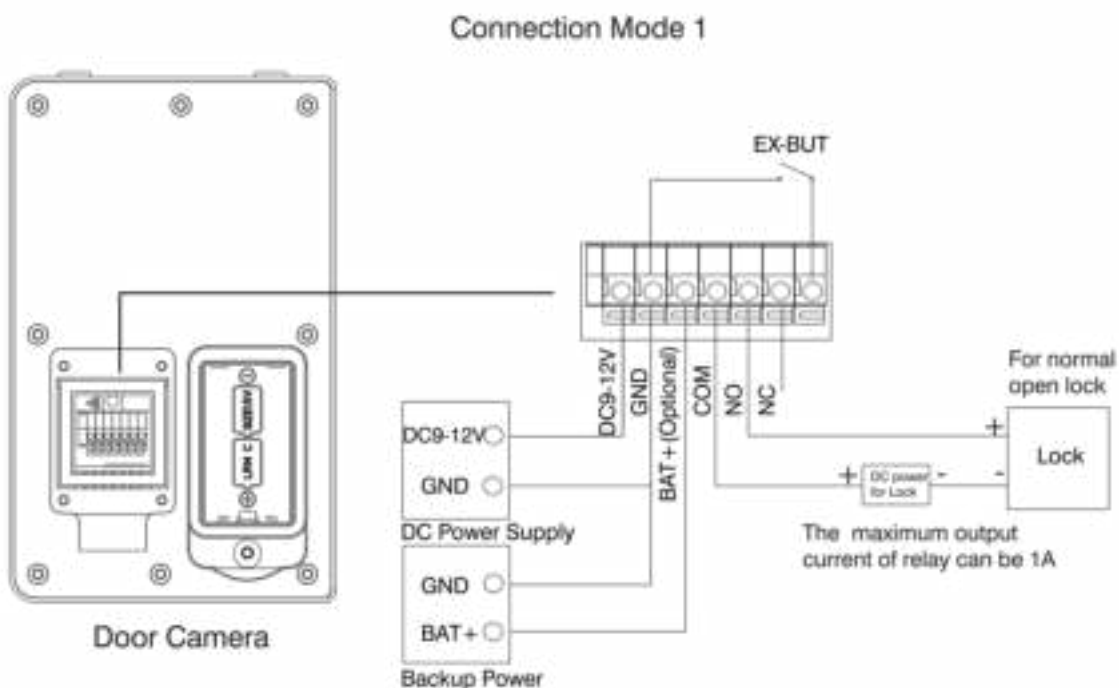 Connection Mode 1
EX-BUT
DC9-12V
GND
BAT+(Optional)
COM
NO
NC
For normal
open lock
+
-
Lock
+
DC power
for Lock
-
The maximum output
current of relay can be 1A
DC9-12V
GND
DC Power Supply
GND
BAT+
Backup Power
LRH C
Door Camera